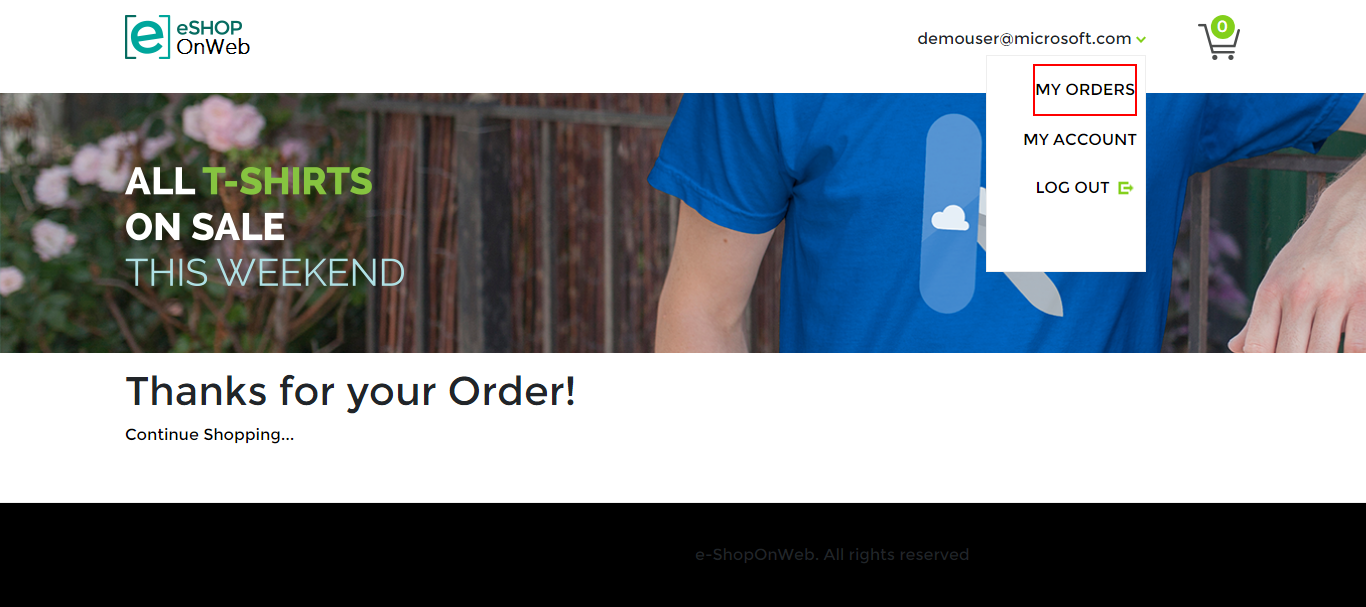 eSHOP
OnWeb
demouser@microsoft.com
0
MY ORDERS
MY ACCOUNT
LOG OUT
ALL T-SHIRTS
ON SALE
THIS WEEKEND
Thanks for your Order!
Continue Shopping...
e-ShopOnWeb. All rights reserved